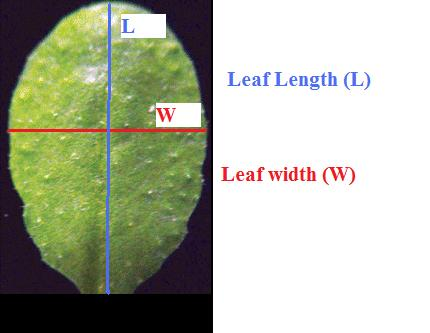 L
Leaf Length (L)
W
Leaf width (W)